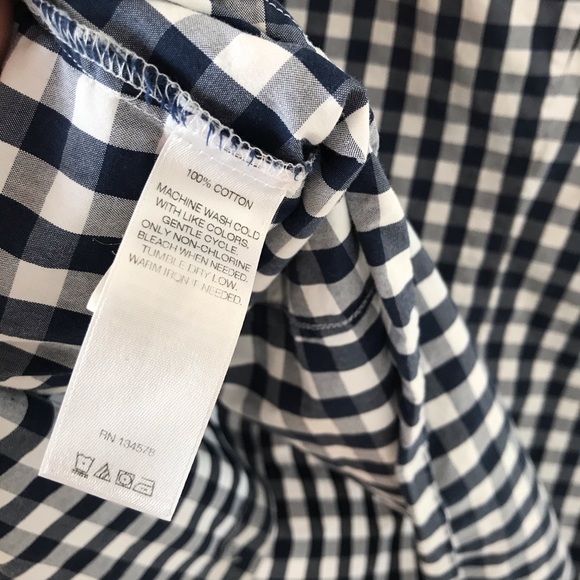 100% COTTON
MACHINE WASH COLD
WITH LIKE COLORS.
GENTLE CYCLE.
ONLY NON-CHLORINE
BLEACH WHEN NEEDED.
TUMBLE DRY LOW.
WARM IRON IF NEEDED.
RN 134578